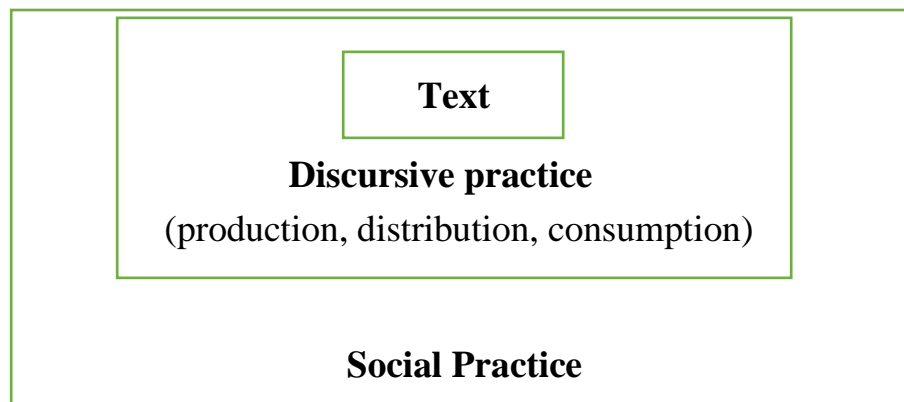 Text
Discursive practice
(production, distribution, consumption)
Social Practice